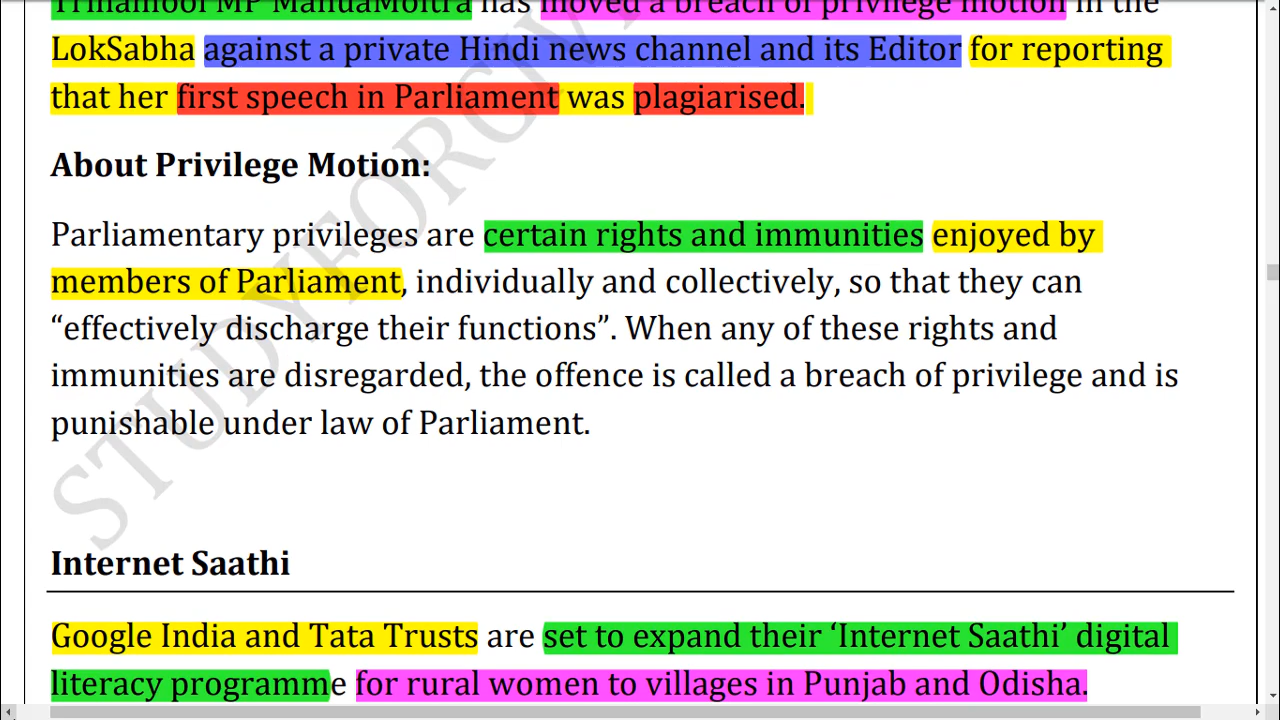 Trinamool MP MahuaMoitra has moved a breach of privilege motion in the
LokSabha against a private Hindi news channel and its Editor for reporting
that her first speech in Parliament was plagiarised.
About Privilege Motion:
Parliamentary privileges are certain rights and immunities enjoyed by
members of Parliament, individually and collectively, so that they can
“effectively discharge their functions”. When any of these rights and
immunities are disregarded, the offence is called a breach of privilege and is
punishable under law of Parliament.
STUDYFORCIV
Internet Saathi
Google India and Tata Trusts are set to expand their ‘Internet Saathi’ digital
literacy programme for rural women to villages in Punjab and Odisha.